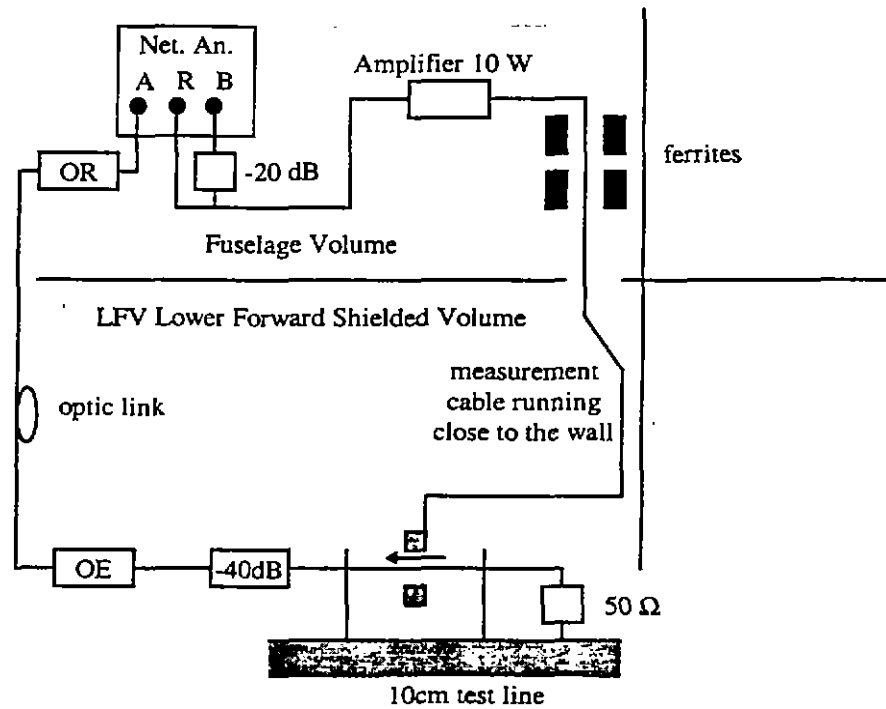 Net. An.
A R B
Amplifier 10 W
ferrites
OR
-20 dB
Fuselage Volume
LFV Lower Forward Shielded Volume
measurement
cable running
close to the wall
optic link
OE
-40dB
50 Ω
10cm test line